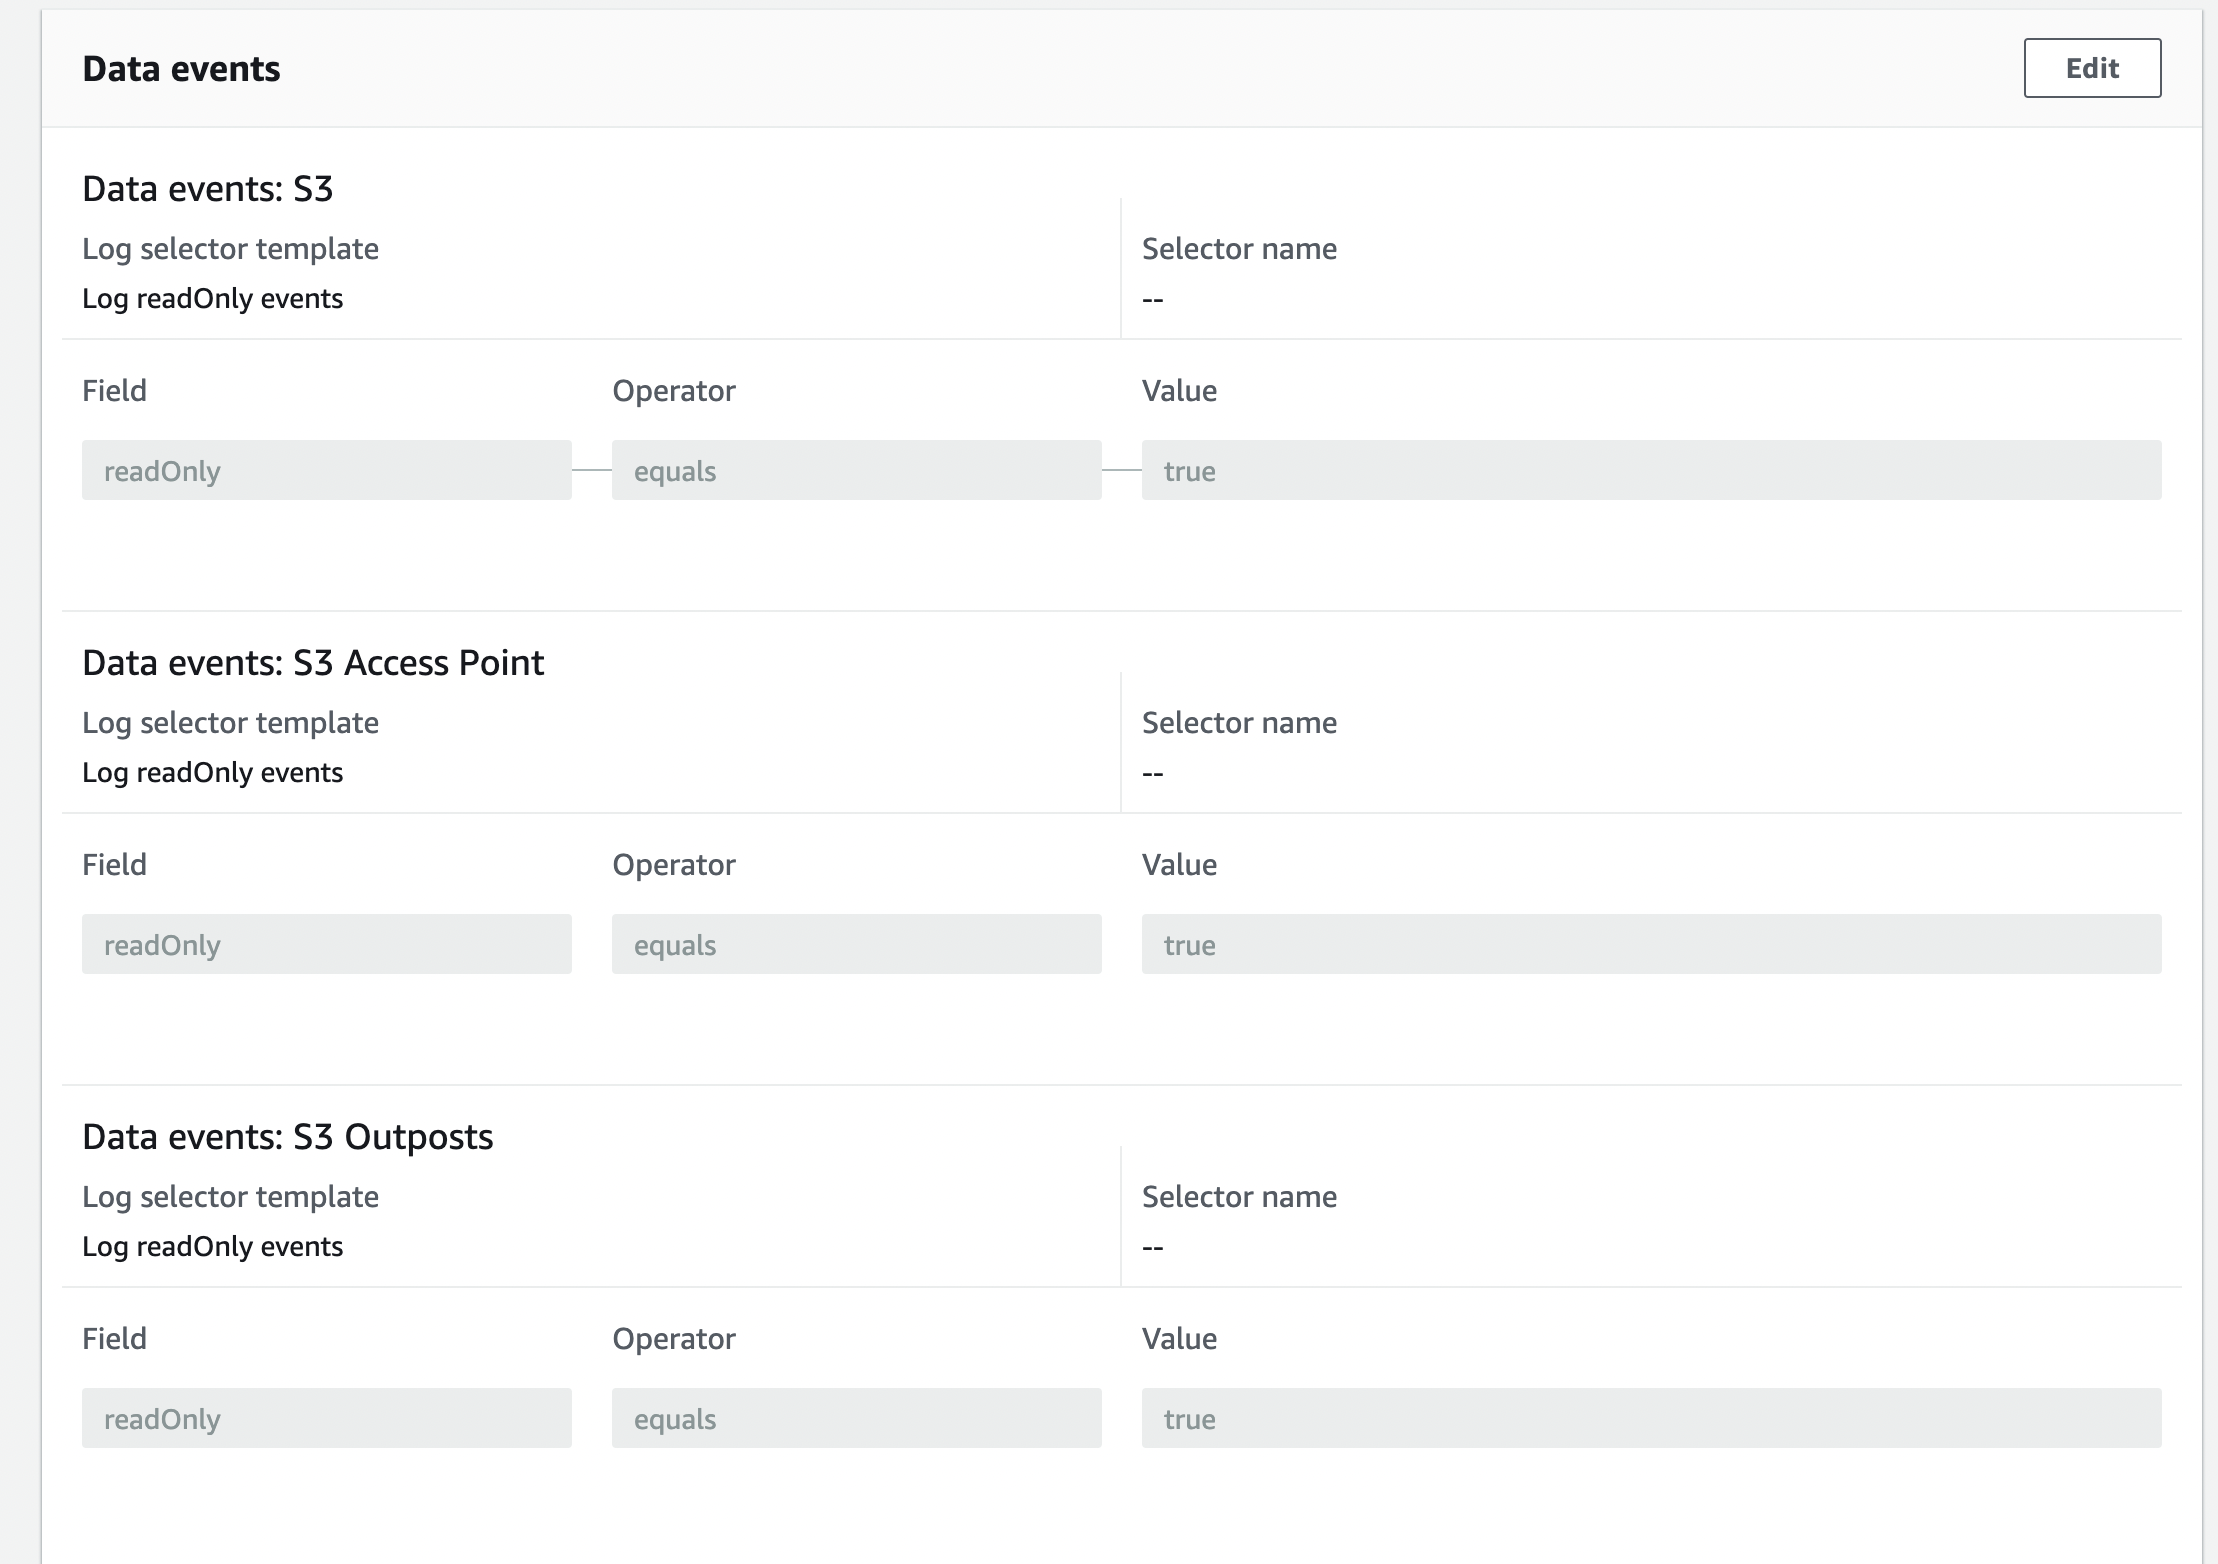 Data events
Edit
Data events: S3
Log selector template
Selector name
Log readOnly events
--
Field
Operator
Value
readOnly
equals
true
Data events: S3 Access Point
Log selector template
Selector name
Log readOnly events
--
Field
Operator
Value
readOnly
equals
true
Data events: S3 Outposts
Log selector template
Selector name
Log readOnly events
--
Field
Operator
Value
readOnly
equals
true